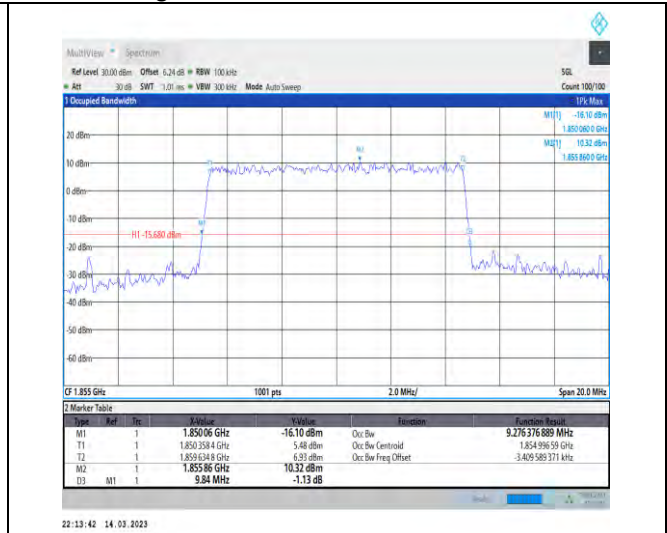 MultiView Spectrum
Ref Level 30.00 dBm Offset 6.24 dB RBW 100 kHz SGL
Att 30 dB SWT 1.01 ms VBW 300 kHz Mode Auto Sweep Count 100/100
1 Occupied Bandwidth 1Pk Max
M1[1] -16.10 dBm
1.850 060 0 GHz
M2[1] 10.32 dBm
1.855 860 0 GHz
20 dBm
M2
T1
T2
10 dBm
0 dBm
-10 dBm
M1
H1 -15.680 dBm
D3
-20 dBm
-30 dBm
-40 dBm
-50 dBm
-60 dBm
CF 1.855 GHz 1001 pts 2.0 MHz/ Span 20.0 MHz
2 Marker Table
Type Ref Trc X-Value Y-Value Function Function Result
M1 1 1.85006 GHz -16.10 dBm Occ Bw 9.276 376 889 MHz
T1 1 1.850 358 4 GHz 5.48 dBm Occ Bw Centroid 1.854 996 59 GHz
T2 1 1.859 634 8 GHz 6.93 dBm Occ Bw Freq Offset -3.409 589 371 kHz
M2 1 1.855 86 GHz 10.32 dBm
D3 M1 1 9.84 MHz -1.13 dB
22:13:42 14.03.2023